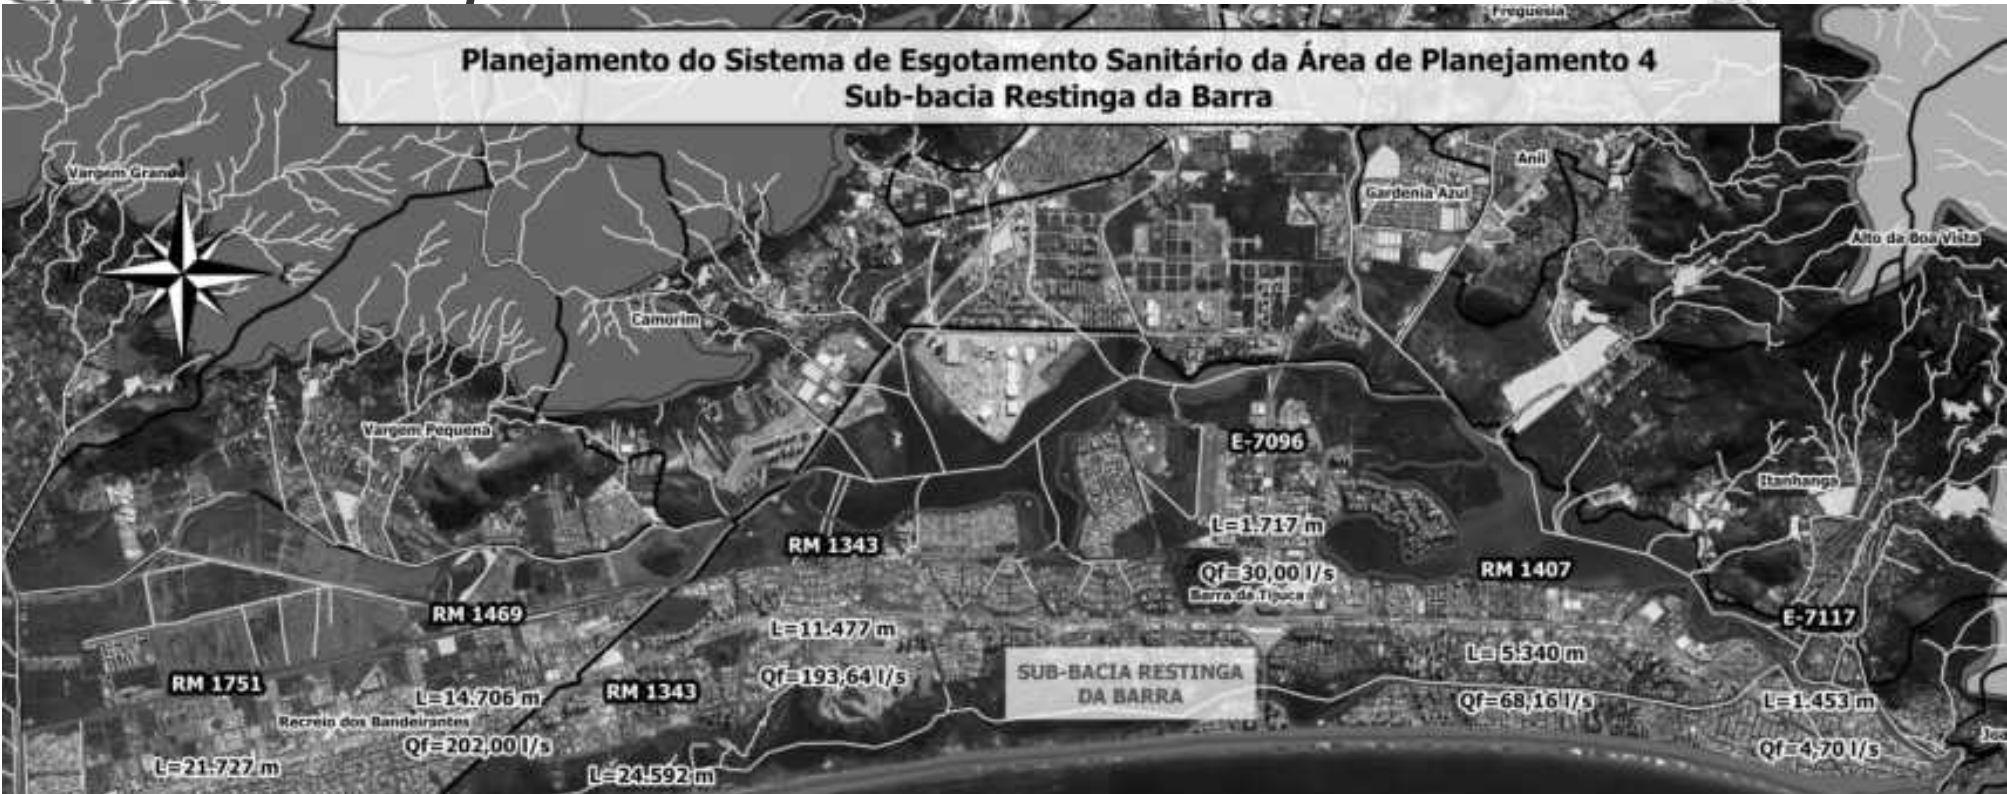 Freguesia
Planejamento do Sistema de Esgotamento Sanitário da Área de Planejamento 4
Sub-bacia Restinga da Barra
Vargem Grande
Anil
Gardenia Azul
Alto da Boa Vista
Camorim
Vargem Pequena
E-7096
Itanhanga
L=1.717 m
RM 1343
RM 1407
Qf=30,00 l/s
Barra da Tijuca
RM 1469
E-7117
L=11.477 m
L= 5.340 m
RM 1751
Qf=193,64 l/s
SUB-BACIA RESTINGA
DA BARRA
RM 1343
L=14.706 m
Qf=68,16 l/s
L=1.453 m
Recreio dos Bandeirantes
Qf=202,00 l/s
Qf=4,70 l/s
L=21.727 m
L=24.592 m